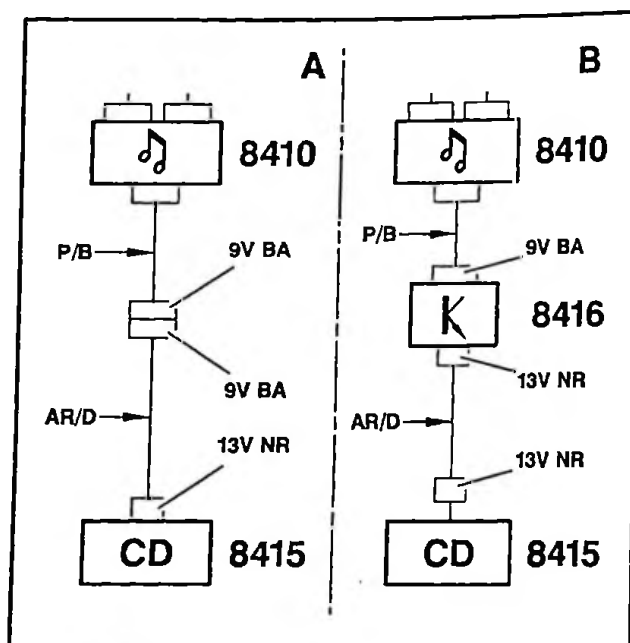 A
8410
P/B
9V BA
9V BA
AR/D
13V NR
CD 8415
B
8410
P/B
9V BA
K 8416
13V NR
AR/D
13V NR
CD 8415